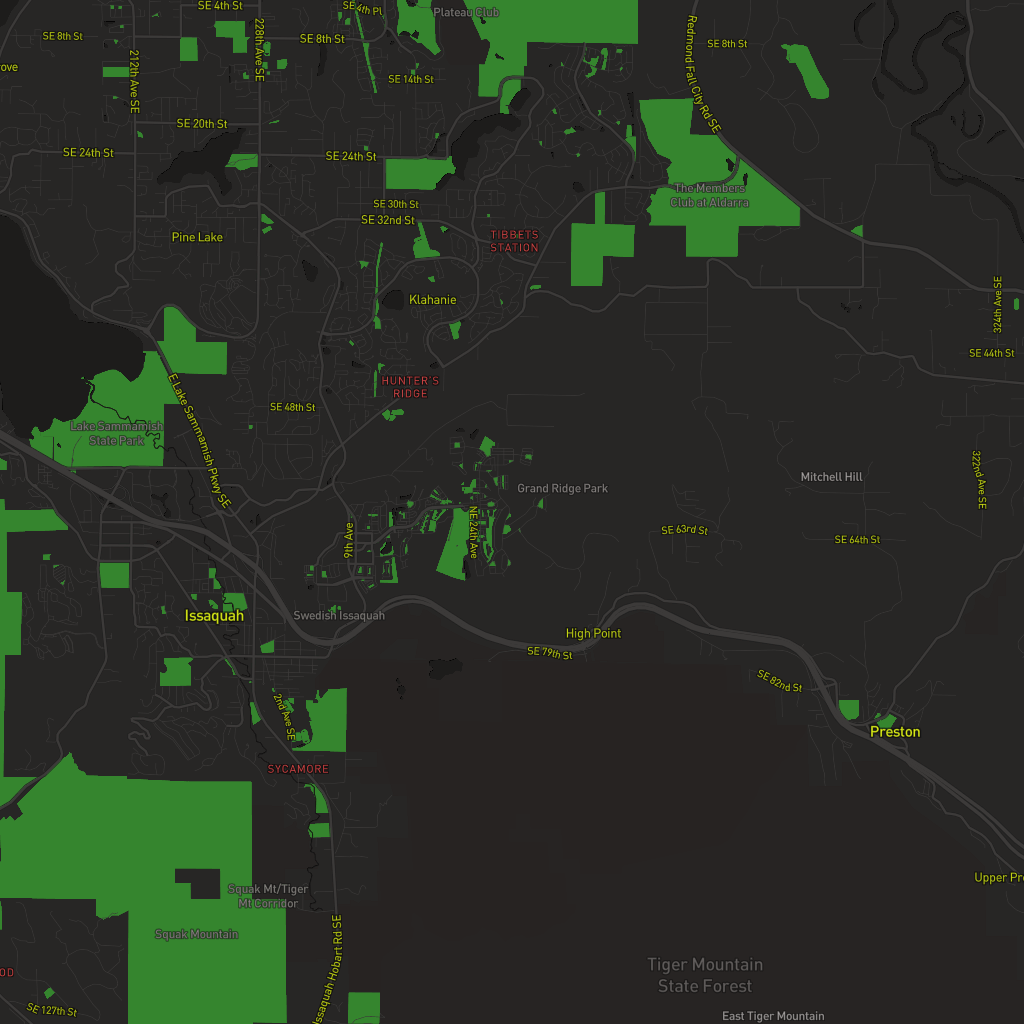 SE 4th St
SE 4th Pl
Plateau Club
SE 8th St
228th Ave SE
SE 8th St
Redmond Fall City Rd SE
SE 8th St
212th Ave SE
SE 14th St
SE 20th St
SE 24th St
SE 24th St
The Members
Club at Aldarra
SE 30th St
SE 32nd St
Pine Lake
TIBBETS
STATION
Klahanie
324th Ave SE
SE 44th St
E Lake Sammamish Pkwy SE
HUNTER'S
RIDGE
SE 48th St
Lake Sammamish
State Park
Grand Ridge Park
Mitchell Hill
322nd Ave SE
NE 24th Ave
9th Ave
SE 63rd St
SE 64th St
Issaquah
Swedish Issaquah
High Point
SE 79th St
SE 82nd St
2nd Ave SE
Preston
SYCAMORE
Upper Pre
Squak Mt/Tiger
Mt Corridor
Squak Mountain
Issaquah Hobart Rd SE
Tiger Mountain
State Forest
OD
SE 127th St
East Tiger Mountain